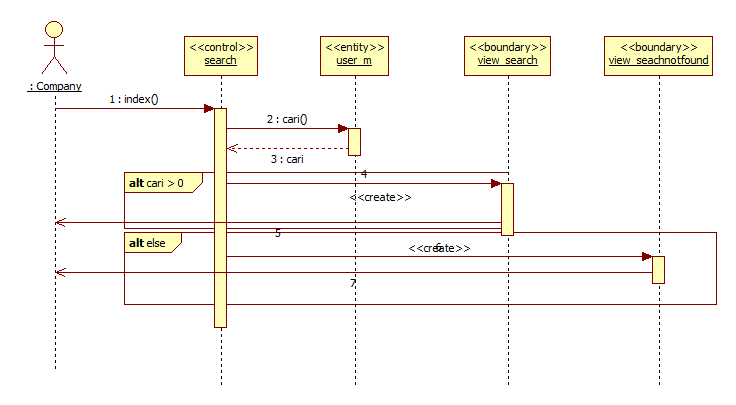 <<control>>
search
<<entity>>
user_m
<<boundary>>
view_search
<<boundary>>
view_seachnotfound
: Company
1 : index()
2 : cari()
3 : cari
4
alt cari > 0
<<create>>
5
alt else
<<create>>
6
7